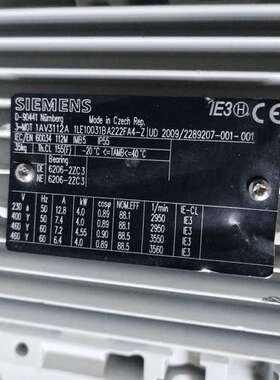 SIEMENS IE3 H CE
D-90441 Nürnberg Made in Czech Rep.
3~MOT 1AV3112A 1LE10031BA222FA4-Z UD 2009/2289207-001-001
IEC/EN 60034 112M IMB5 IP55
35kg Th.CL 155(F) -20°C <=TAMB<=40°C
Bearing
DE 6206-2ZC3
NE 6206-2ZC3
V Hz A kW cosφ NOM.EFF 1/min IE-CL
230 Δ 50 12.8 4.0 0.89 88.1 2950 IE3
400 Y 50 7.4 4.0 0.89 88.1 2950 IE3
460 Y 60 7.2 4.55 0.90 88.5 3550 IE3
460 Y 60 6.4 4.0 0.89 88.5 3560 IE3